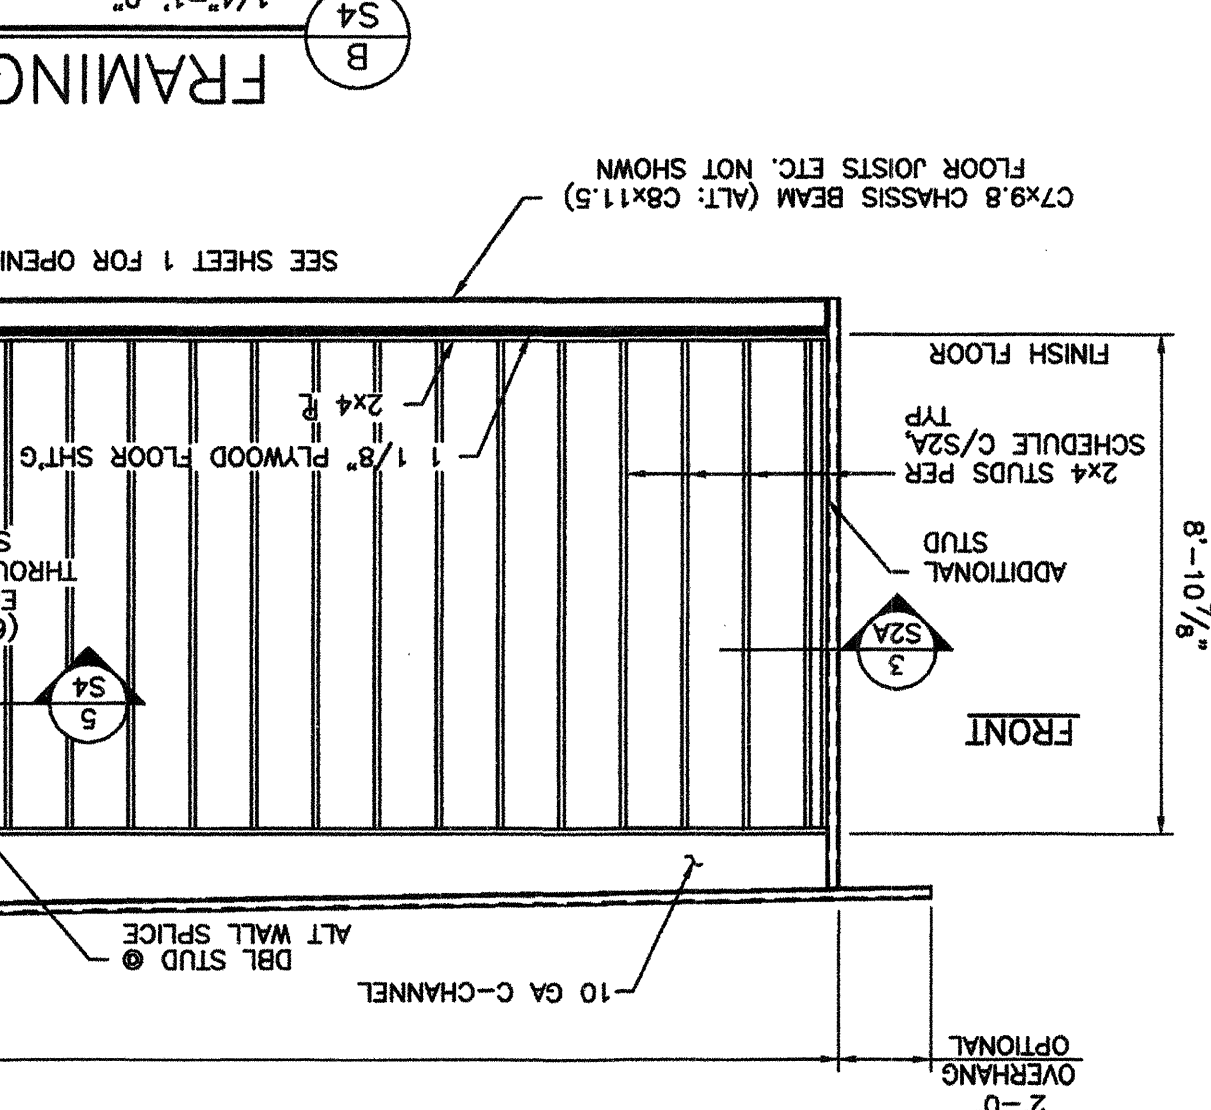 2'-0"
OVERHANG
OPTIONAL
10 GA C-CHANNEL
DBL STUD @
ALT WALL SPLICE
FRONT
8'-10 7/8"
3
S2A
5
S4
ADDITIONAL
STUD
THROU
2x4 STUDS PER
SCHEDULE C/S2A,
TYP
1 1/8" PLYWOOD FLOOR SHT'G
2x4 PL
FINISH FLOOR
SEE SHEET 1 FOR OPENI
C7x9.8 CHASSIS BEAM (ALT: C8x11.5)
FLOOR JOISTS ETC. NOT SHOWN
B
S4
FRAMING
1/4"=1'-0"